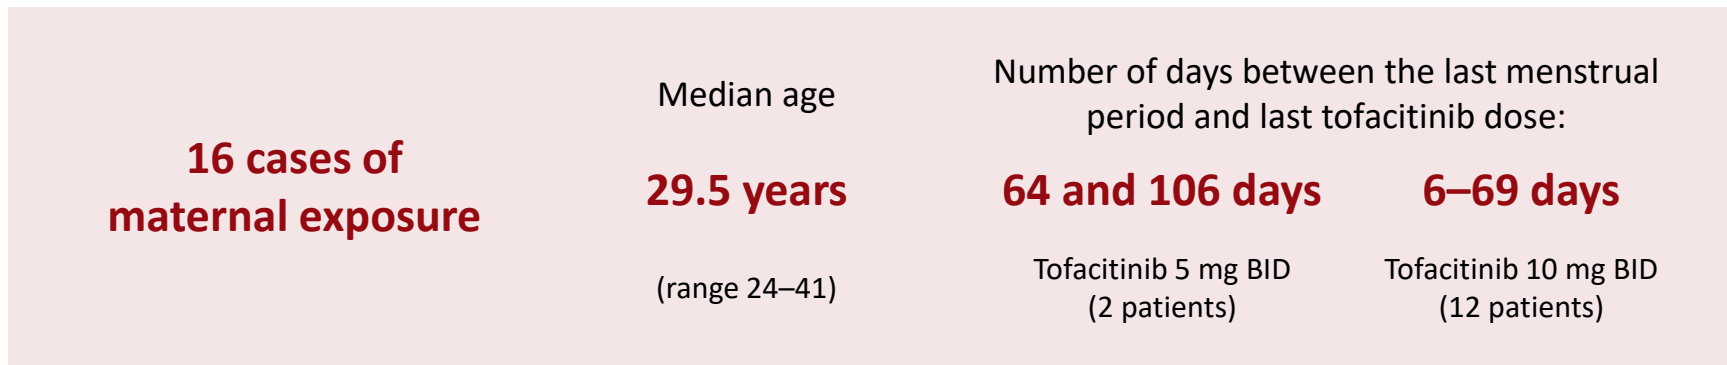 16 cases of
maternal exposure
Median age
29.5 years
(range 24–41)
Number of days between the last menstrual
period and last tofacitinib dose:
64 and 106 days
Tofacitinib 5 mg BID
(2 patients)
6–69 days
Tofacitinib 10 mg BID
(12 patients)